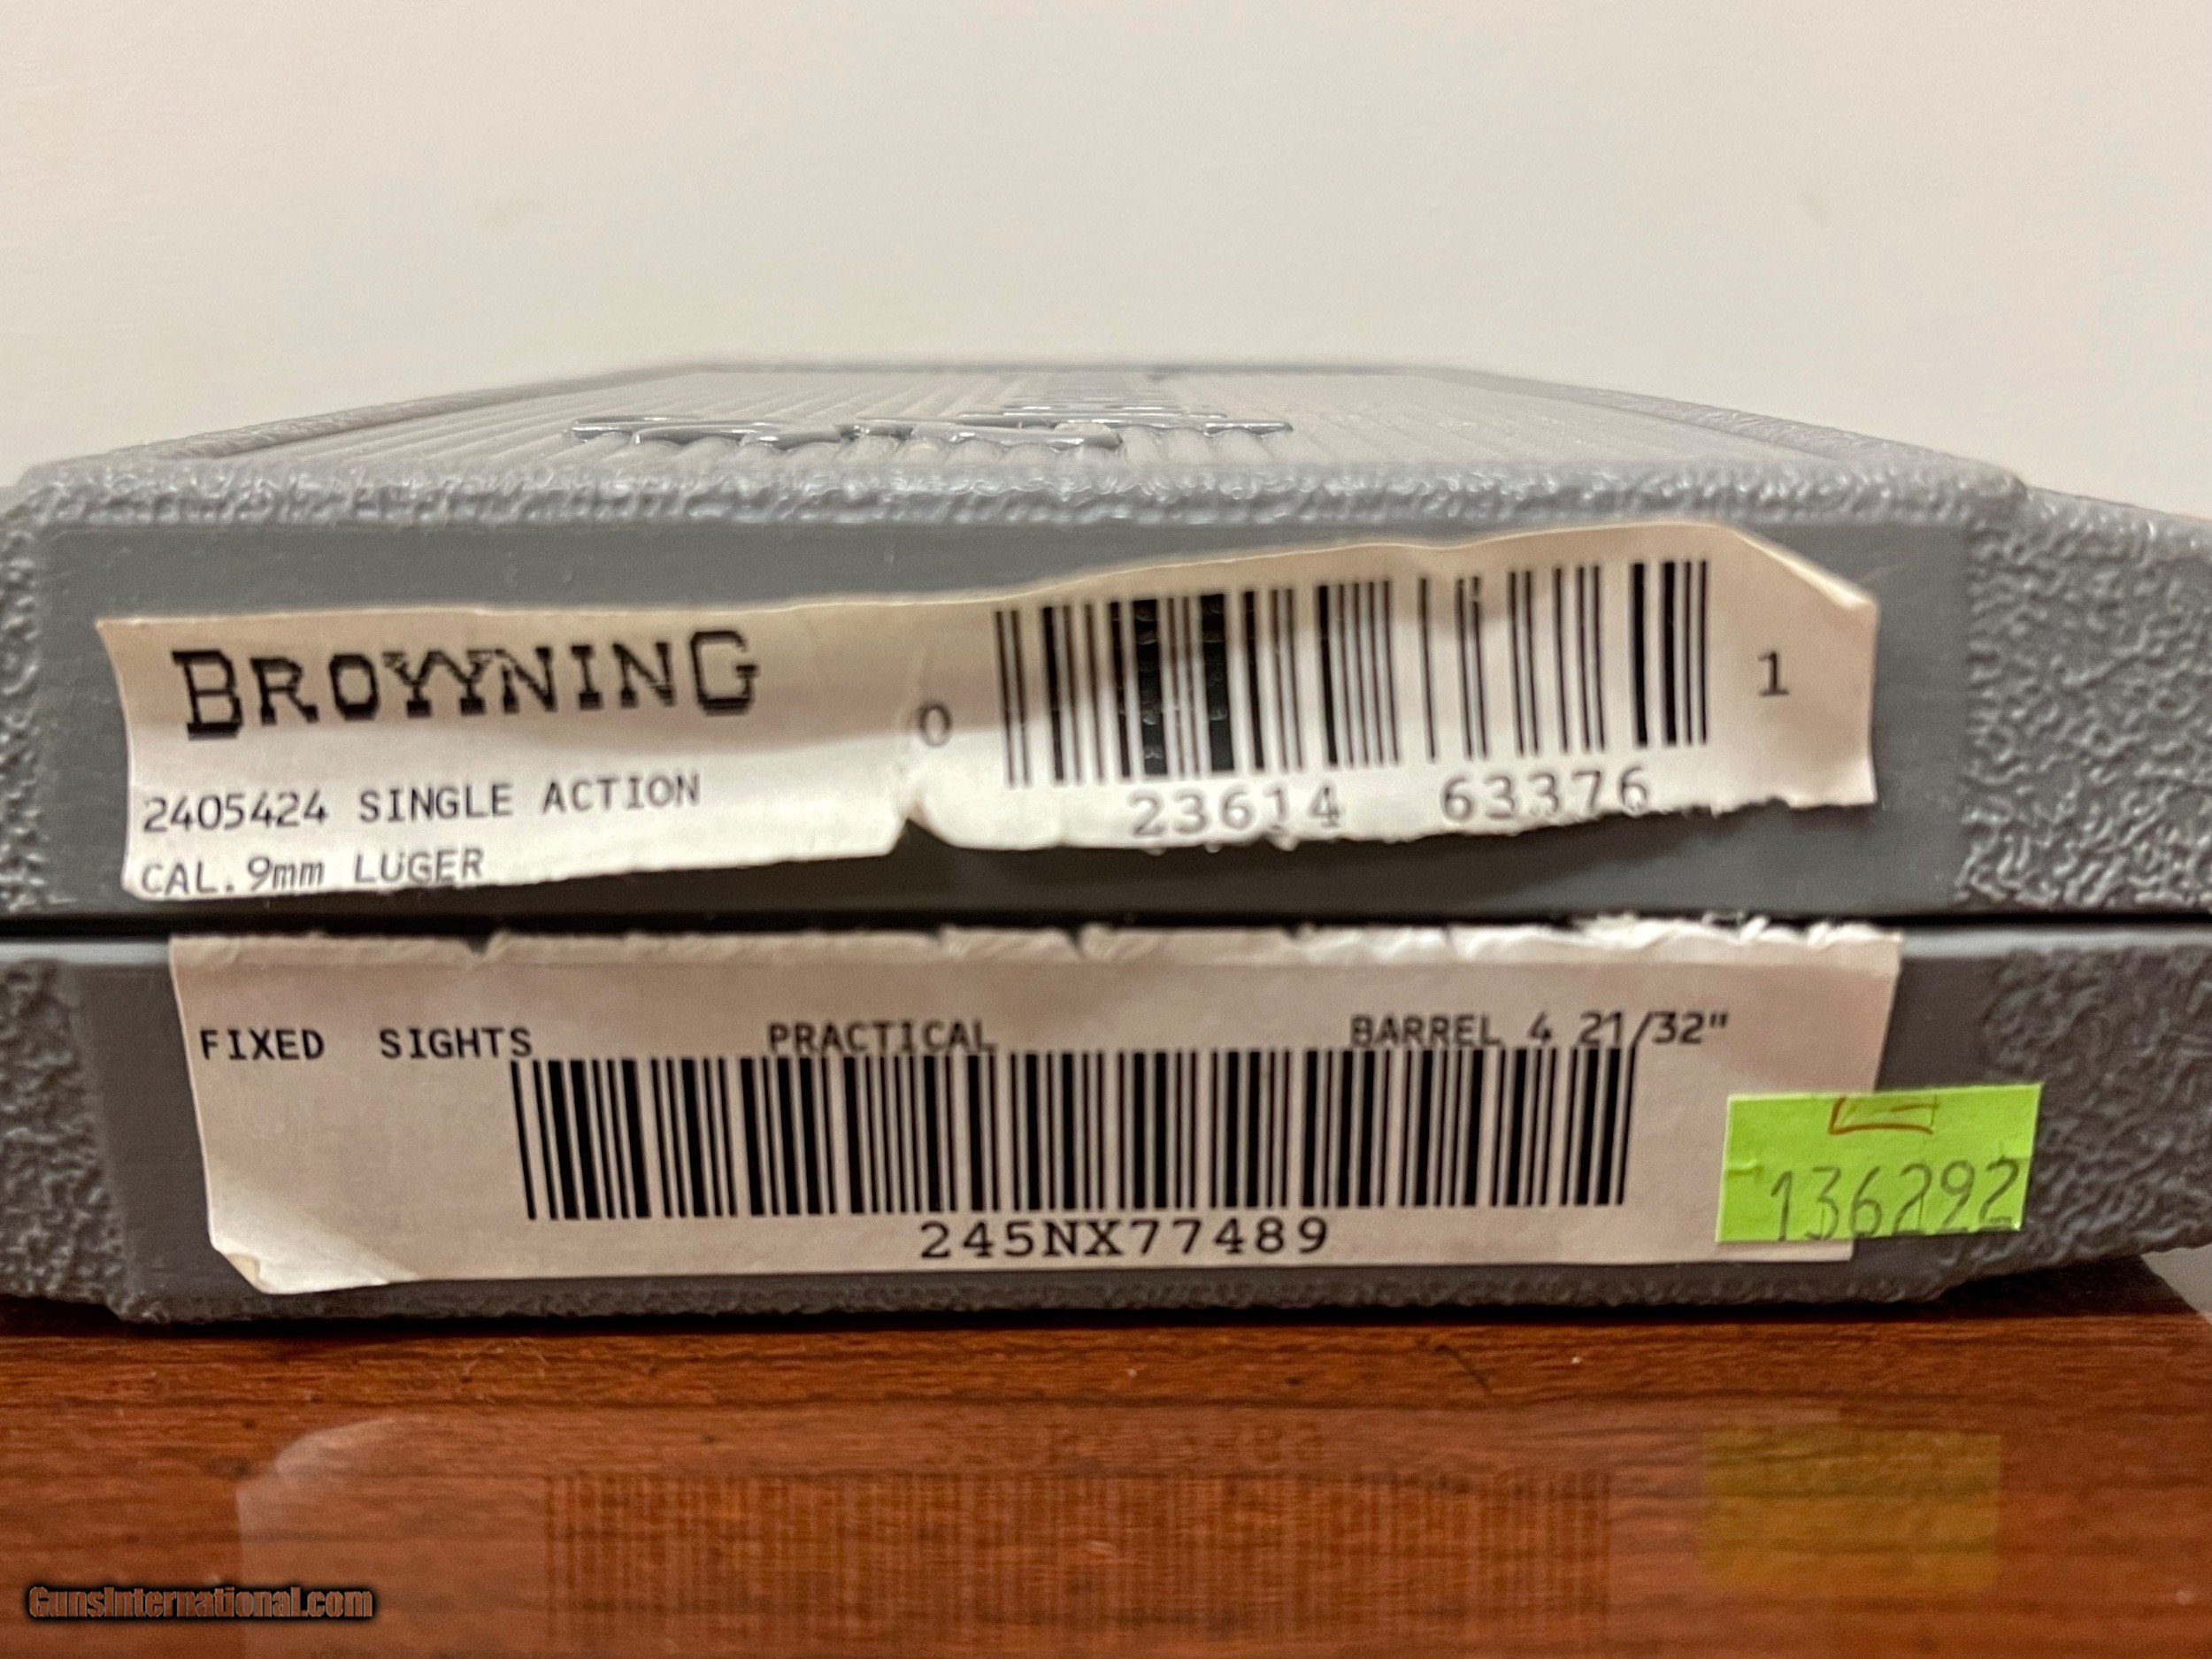 BROWNING
2405424 SINGLE ACTION
CAL. 9mm LUGER
0 23614 63376 1
FIXED SIGHTS PRACTICAL BARREL 4 21/32"
245NX77489
136292
GunsInternational.com